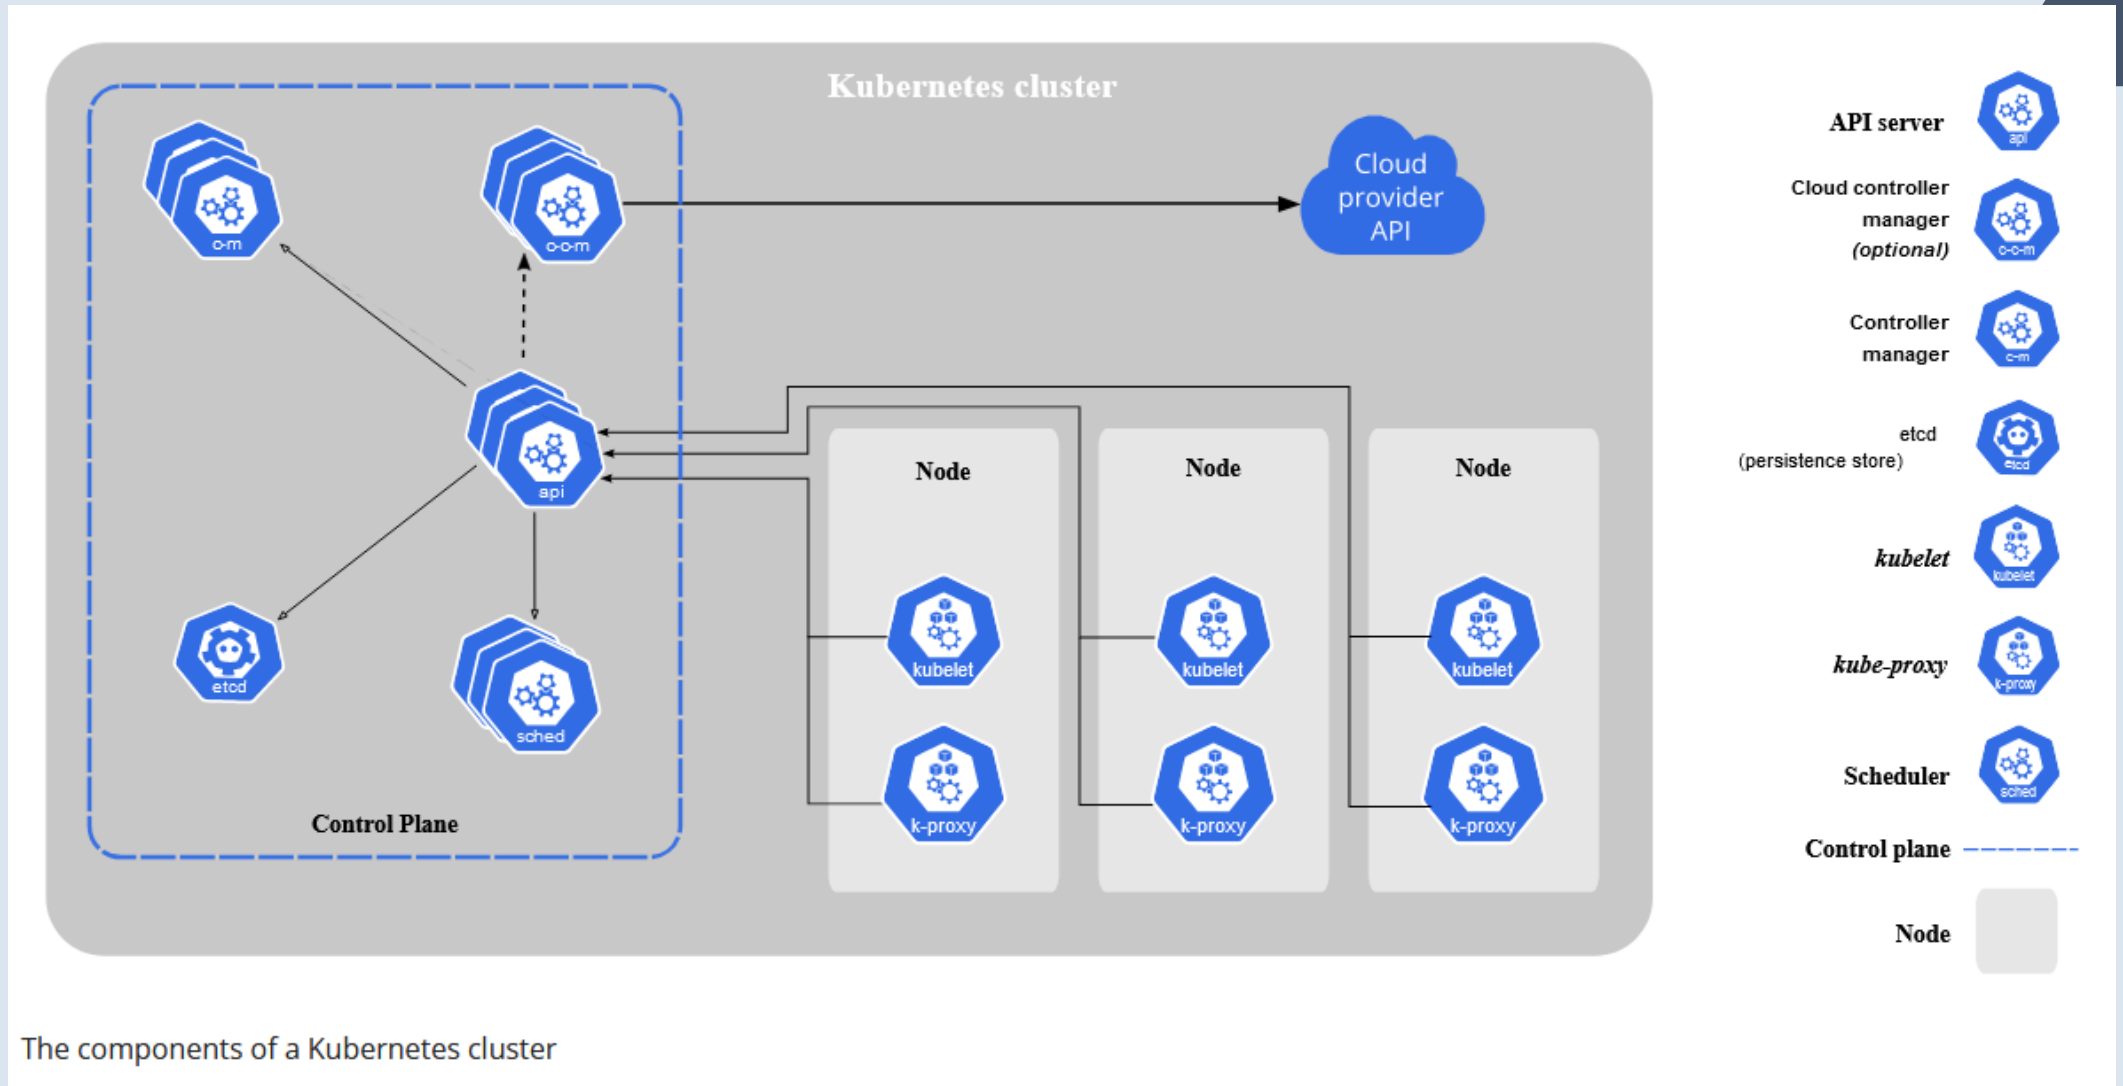 Kubernetes cluster
c-m
c-c-m
Cloud
provider
API
api
etcd
sched
Control Plane
Node
kubelet
k-proxy
Node
kubelet
k-proxy
Node
kubelet
k-proxy
API server
api
Cloud controller
manager
(optional)
c-c-m
Controller
manager
c-m
etcd
(persistence store)
etcd
kubelet
kubelet
kube-proxy
k-proxy
Scheduler
sched
Control plane
Node
The components of a Kubernetes cluster